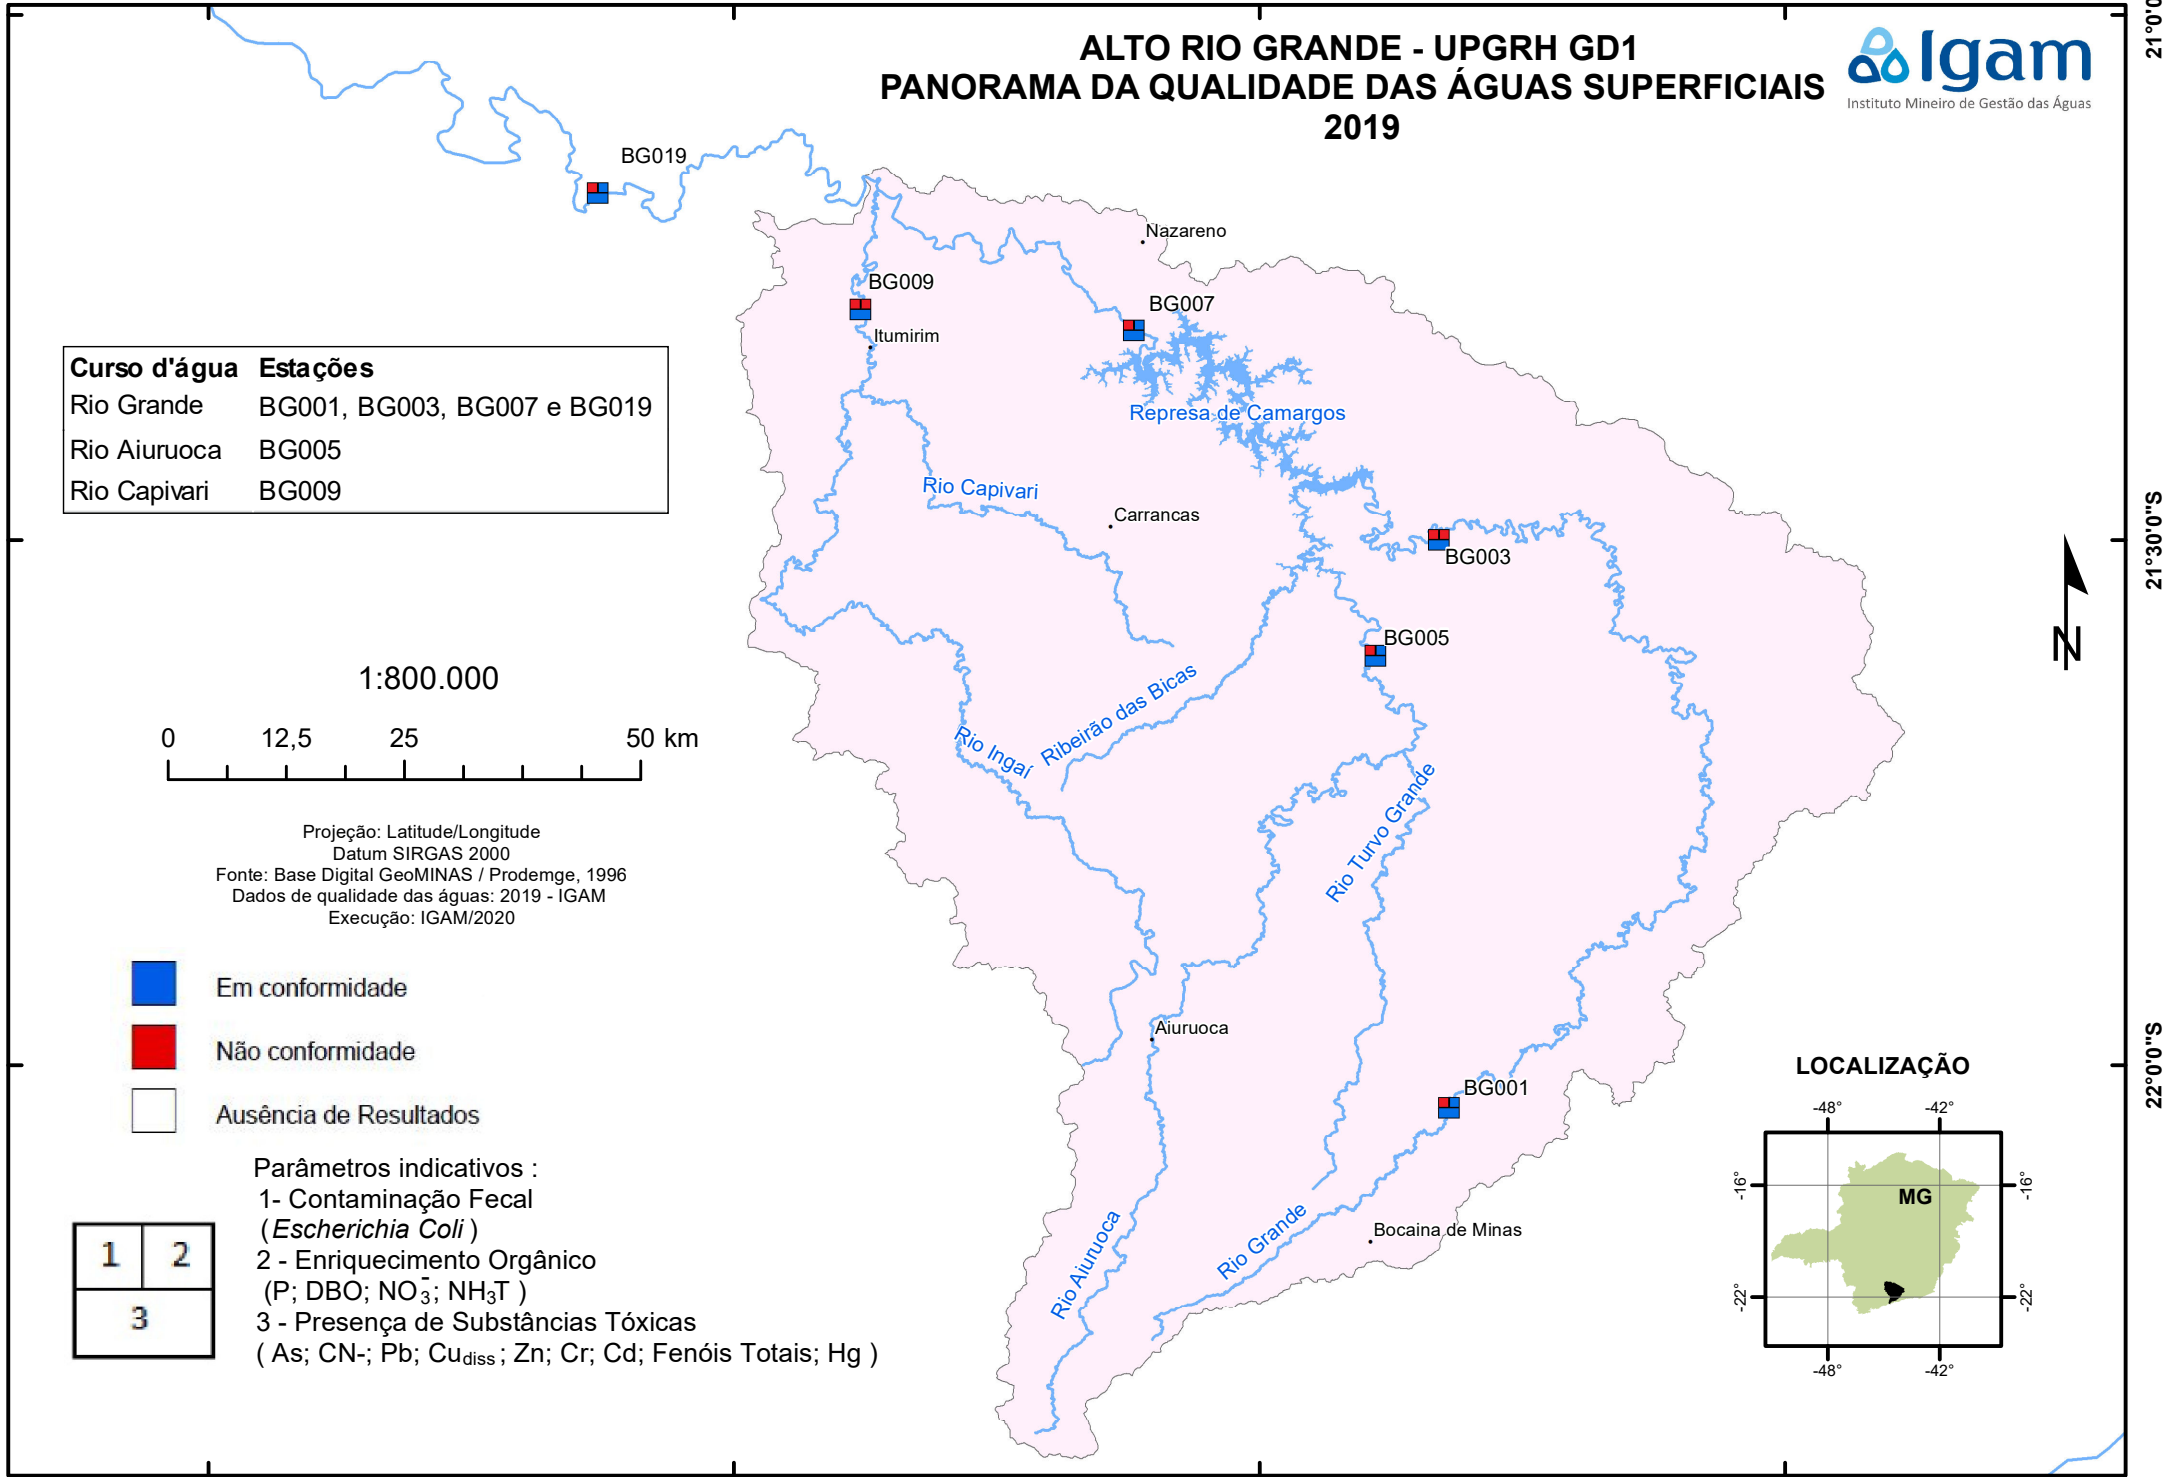 ALTO RIO GRANDE - UPGRH GD1
PANORAMA DA QUALIDADE DAS ÁGUAS SUPERFICIAIS
2019
Igam
Instituto Mineiro de Gestão das Águas
BG019
Nazareno
BG009
BG007
Itumirim
Curso d'água Estações
Rio Grande BG001, BG003, BG007 e BG019
Rio Aiuruoca BG005
Rio Capivari BG009
Represa de Camargos
Rio Capivari
Carrancas
BG003
BG005
Ribeirão das Bicas
Rio Ingaí
Rio Turvo Grande
Aiuruoca
BG001
Bocaina de Minas
Rio Grande
Rio Aiuruoca
21°30'0"S
22°0'0"S
N
1:800.000
0 12,5 25 50 km
Projeção: Latitude/Longitude
Datum SIRGAS 2000
Fonte: Base Digital GeoMINAS / Prodemge, 1996
Dados de qualidade das águas: 2019 - IGAM
Execução: IGAM/2020
Em conformidade
Não conformidade
Ausência de Resultados
Parâmetros indicativos :
1- Contaminação Fecal
(Escherichia Coli )
2 - Enriquecimento Orgânico
(P; DBO; NO₃⁻; NH₃T )
3 - Presença de Substâncias Tóxicas
( As; CN-; Pb; Cu diss ; Zn; Cr; Cd; Fenóis Totais; Hg )
1 2
3
LOCALIZAÇÃO
-48° -42°
-16° -16°
MG
-22° -22°
-48° -42°